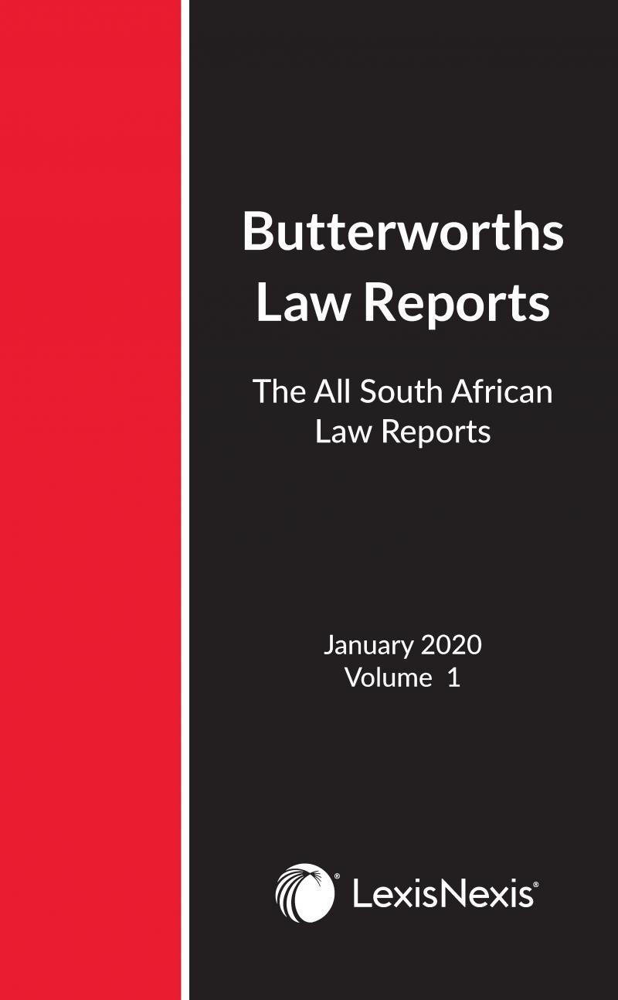 Butterworths
Law Reports
The All South African
Law Reports
January 2020
Volume 1
® LexisNexis®